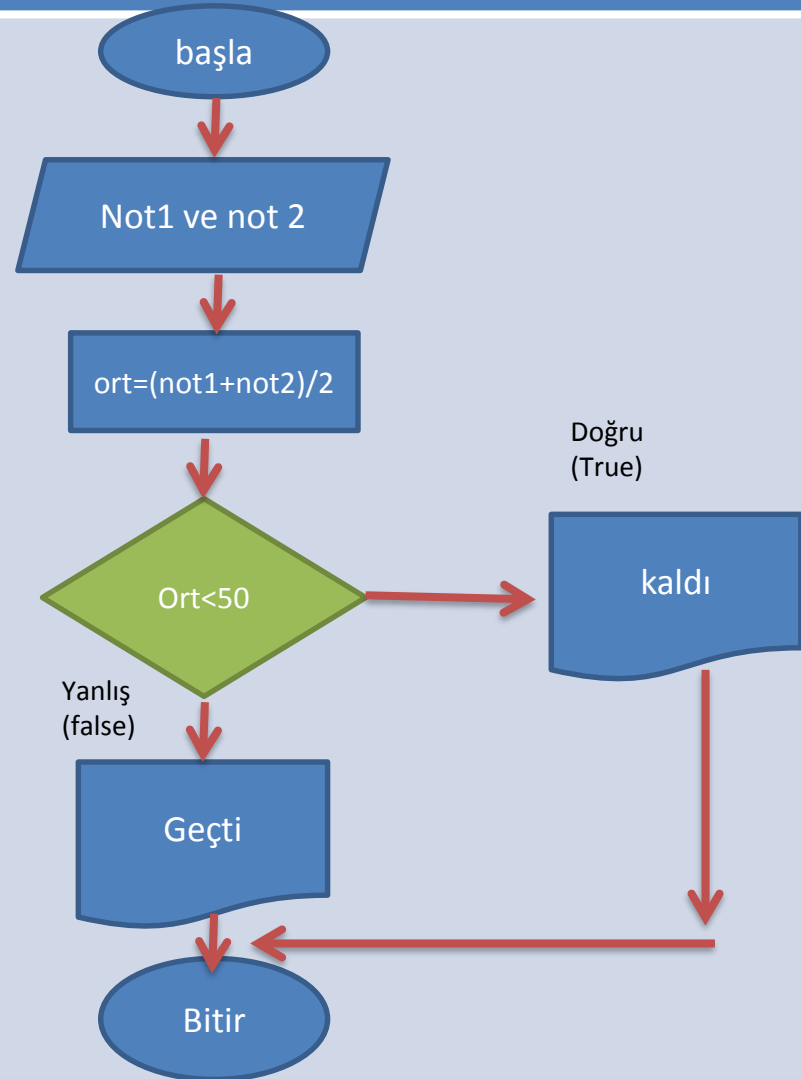 başla
Not1 ve not 2
ort=(not1+not2)/2
Doğru
(True)
Ort<50
kaldı
Yanlış
(false)
Geçti
Bitir